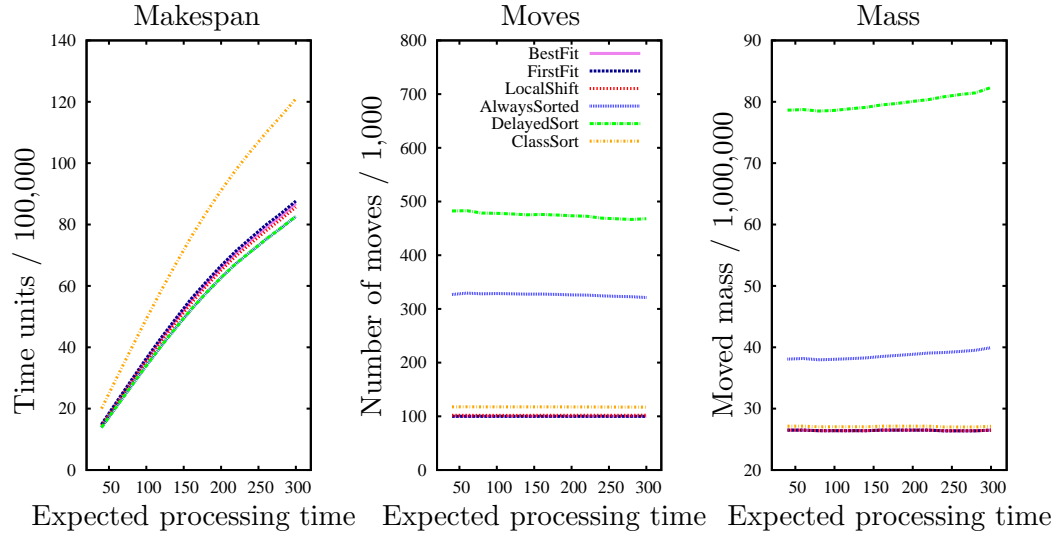 Makespan
Moves
Mass
Time units / 100,000
140
120
100
80
60
40
20
0
50 100 150 200 250 300
Expected processing time
Number of moves / 1,000
800
700
600
500
400
300
200
100
0
BestFit
FirstFit
LocalShift
AlwaysSorted
DelayedSort
ClassSort
50 100 150 200 250 300
Expected processing time
Moved mass / 1,000,000
90
80
70
60
50
40
30
20
50 100 150 200 250 300
Expected processing time